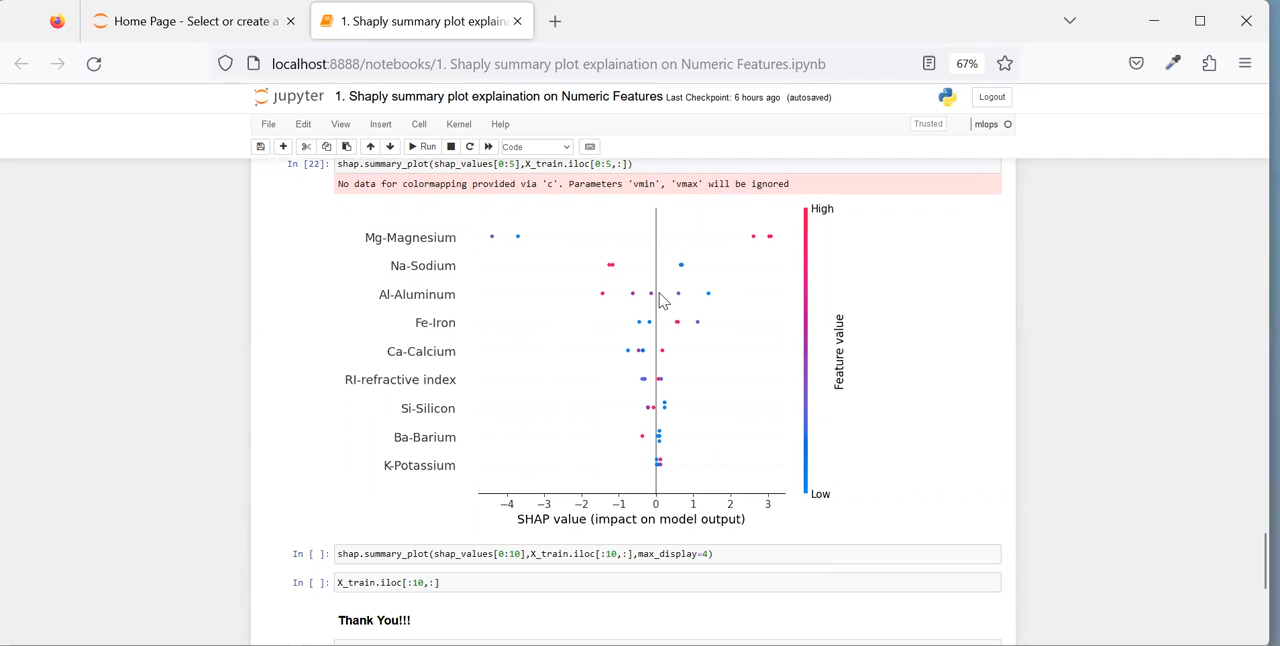 Home Page - Select or create a
1. Shaply summary plot explain
localhost:8888/notebooks/1. Shaply summary plot explaination on Numeric Features.ipynb
67%
jupyter 1. Shaply summary plot explaination on Numeric Features Last Checkpoint: 6 hours ago (autosaved)
Logout
File Edit View Insert Cell Kernel Help
Trusted mlops
Run Code
In [22]: shap.summary_plot(shap_values[0:5],X_train.iloc[0:5,:])
No data for colormapping provided via 'c'. Parameters 'vmin', 'vmax' will be ignored
High
Mg-Magnesium
Na-Sodium
Al-Aluminum
Fe-Iron
Ca-Calcium
RI-refractive index
Si-Silicon
Ba-Barium
K-Potassium
Feature value
Low
−4 −3 −2 −1 0 1 2 3
SHAP value (impact on model output)
In [ ]: shap.summary_plot(shap_values[0:10],X_train.iloc[:10,:],max_display=4)
In [ ]: X_train.iloc[:10,:]
Thank You!!!